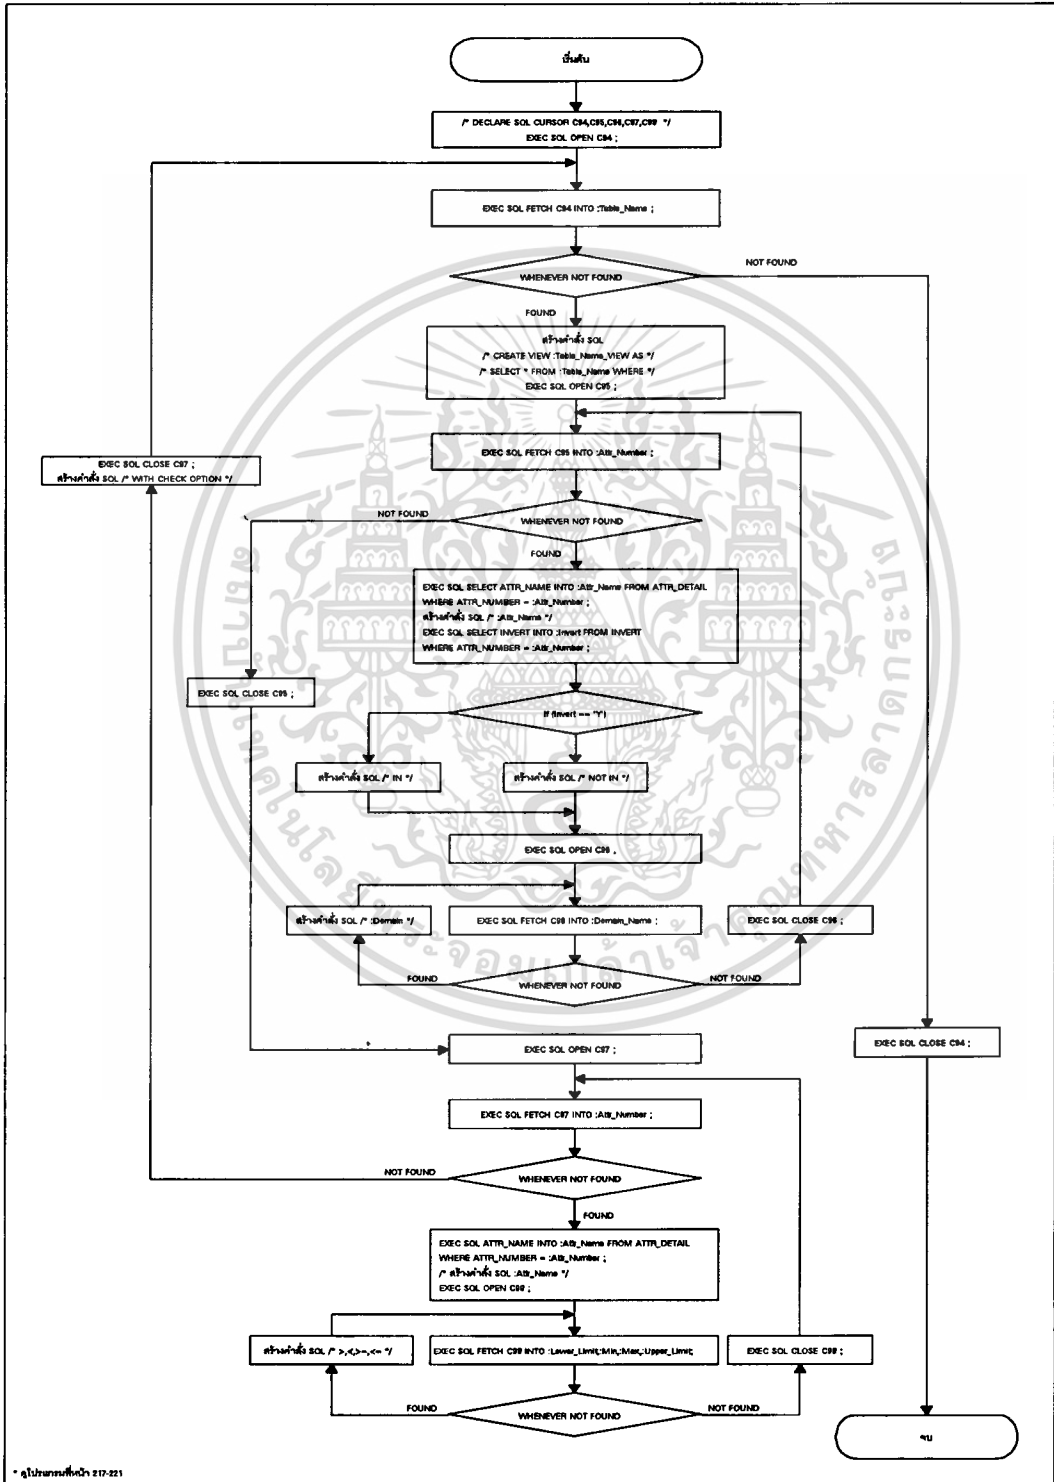 เริ่มต้น
/* DECLARE SQL CURSOR C94,C95,C96,C97,C98 */
EXEC SQL OPEN C94 ;
EXEC SQL FETCH C94 INTO :Table_Name ;
WHENEVER NOT FOUND
NOT FOUND
FOUND
สร้างคำสั่ง SQL
/* CREATE VIEW :Table_Name_VIEW AS */
/* SELECT * FROM :Table_Name WHERE */
EXEC SQL OPEN C95 ;
EXEC SQL FETCH C95 INTO :Attr_Number ;
EXEC SQL CLOSE C97 ;
สร้างคำสั่ง SQL /* WITH CHECK OPTION */
NOT FOUND
WHENEVER NOT FOUND
FOUND
EXEC SQL SELECT ATTR_NAME INTO :Attr_Name FROM ATTR_DETAIL
WHERE ATTR_NUMBER = :Attr_Number ;
สร้างคำสั่ง SQL /* :Attr_Name */
EXEC SQL SELECT INVERT INTO :Invert FROM INVERT
WHERE ATTR_NUMBER = :Attr_Number ;
EXEC SQL CLOSE C95 ;
If (Invert == "Y")
สร้างคำสั่ง SQL /* IN */
สร้างคำสั่ง SQL /* NOT IN */
EXEC SQL OPEN C96 ;
สร้างคำสั่ง SQL /* :Domain */
EXEC SQL FETCH C96 INTO :Domain_Name ;
EXEC SQL CLOSE C96 ;
FOUND
WHENEVER NOT FOUND
NOT FOUND
EXEC SQL OPEN C97 ;
EXEC SQL CLOSE C94 ;
EXEC SQL FETCH C97 INTO :Attr_Number ;
NOT FOUND
WHENEVER NOT FOUND
FOUND
EXEC SQL ATTR_NAME INTO :Attr_Name FROM ATTR_DETAIL
WHERE ATTR_NUMBER = :Attr_Number ;
/* สร้างคำสั่ง SQL :Attr_Name */
EXEC SQL OPEN C98 ;
สร้างคำสั่ง SQL /* >,<,>=,<= */
EXEC SQL FETCH C98 INTO :Lower_Limit,:Min,:Max,:Upper_Limit;
EXEC SQL CLOSE C98 ;
FOUND
WHENEVER NOT FOUND
NOT FOUND
จบ
* ดูโปรแกรมที่หน้า 217-221